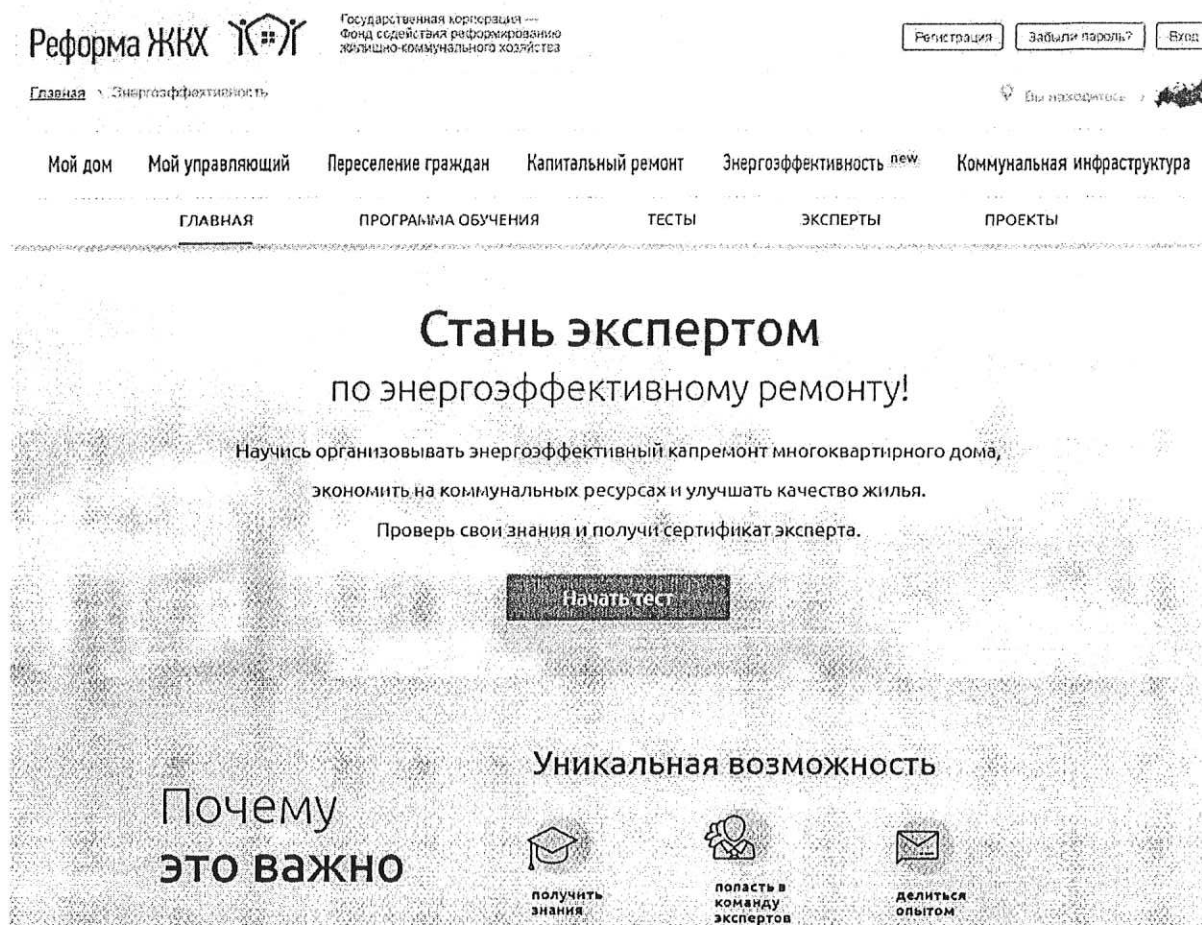 Реформа ЖКХ
Государственная корпорация —
Фонд содействия реформированию
жилищно-коммунального хозяйства
Регистрация
Забыли пароль?
Вход
Главная > Энергоэффективность
Вы находитесь >
Мой дом
Мой управляющий
Переселение граждан
Капитальный ремонт
Энергоэффективность new
Коммунальная инфраструктура
ГЛАВНАЯ
ПРОГРАММА ОБУЧЕНИЯ
ТЕСТЫ
ЭКСПЕРТЫ
ПРОЕКТЫ
Стань экспертом
по энергоэффективному ремонту!
Научись организовывать энергоэффективный капремонт многоквартирного дома,
экономить на коммунальных ресурсах и улучшать качество жилья.
Проверь свои знания и получи сертификат эксперта.
Начать тест
Почему
это важно
Уникальная возможность
получить
знания
попасть в
команду
экспертов
делиться
опытом